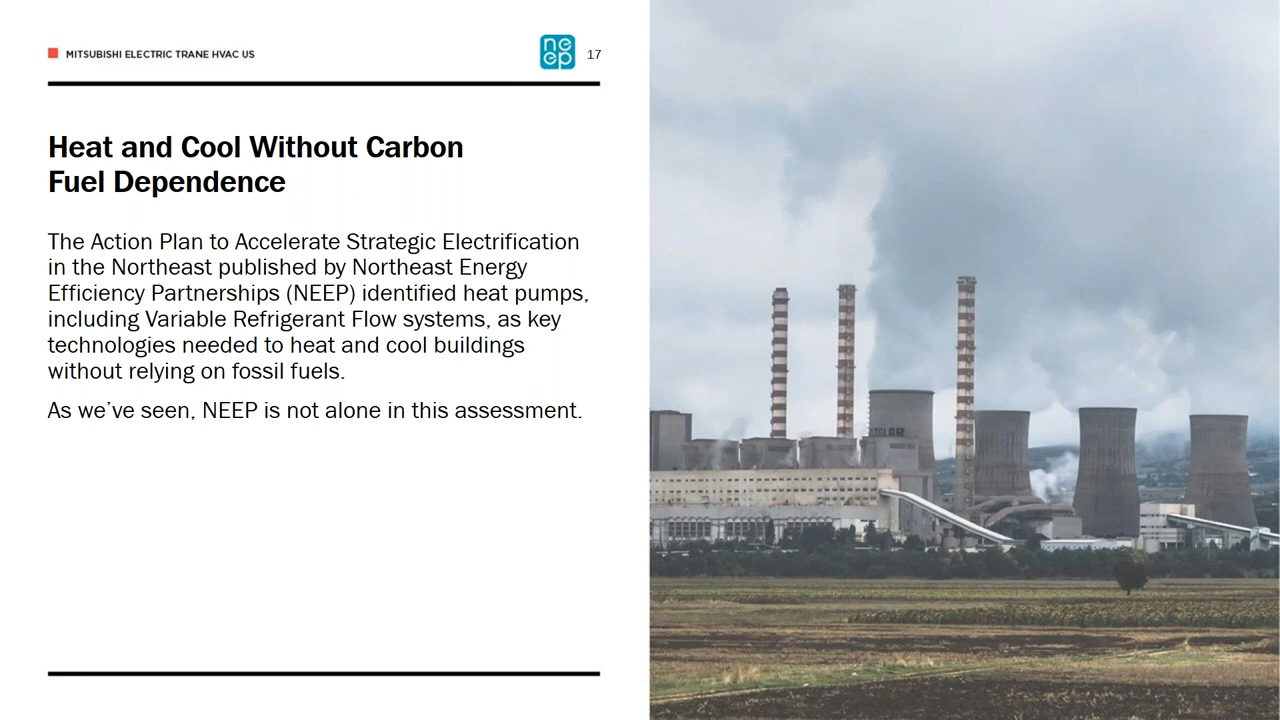 MITSUBISHI ELECTRIC TRANE HVAC US
ne
ep
17
Heat and Cool Without Carbon
Fuel Dependence
The Action Plan to Accelerate Strategic Electrification
in the Northeast published by Northeast Energy
Efficiency Partnerships (NEEP) identified heat pumps,
including Variable Refrigerant Flow systems, as key
technologies needed to heat and cool buildings
without relying on fossil fuels.
As we’ve seen, NEEP is not alone in this assessment.